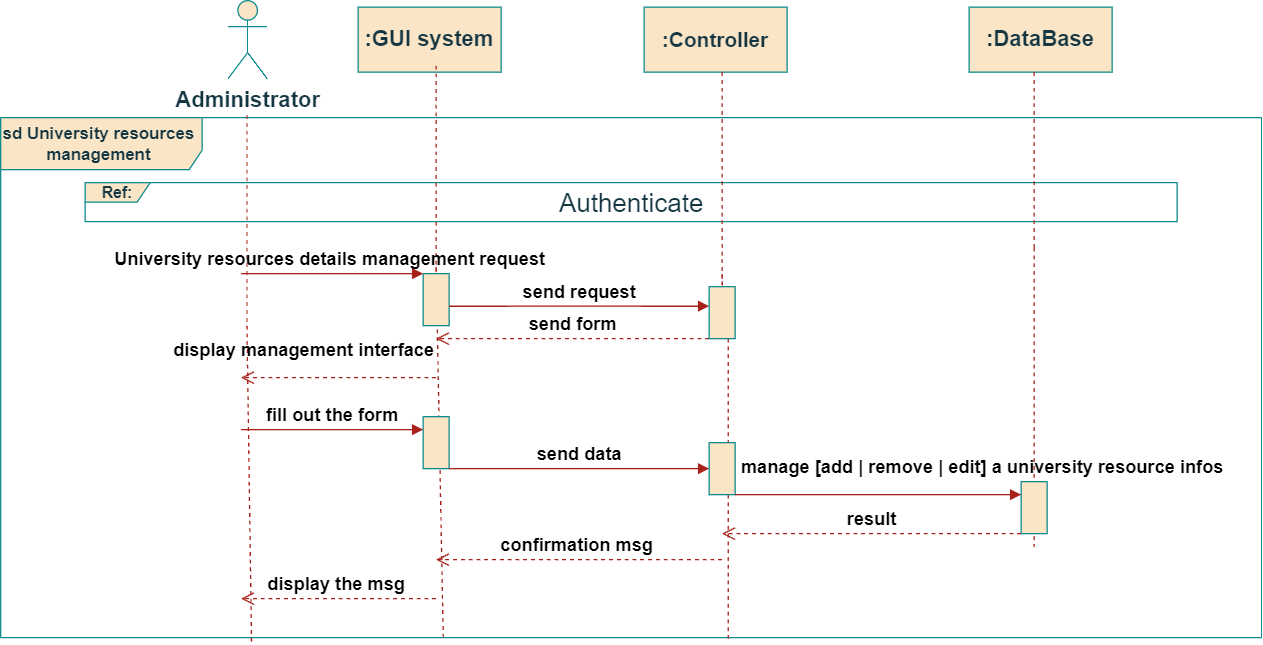 :GUI system
:Controller
:DataBase
Administrator
sd University resources
management
Ref:
Authenticate
University resources details management request
send request
send form
display management interface
fill out the form
send data
manage [add | remove | edit] a university resource infos
result
confirmation msg
display the msg